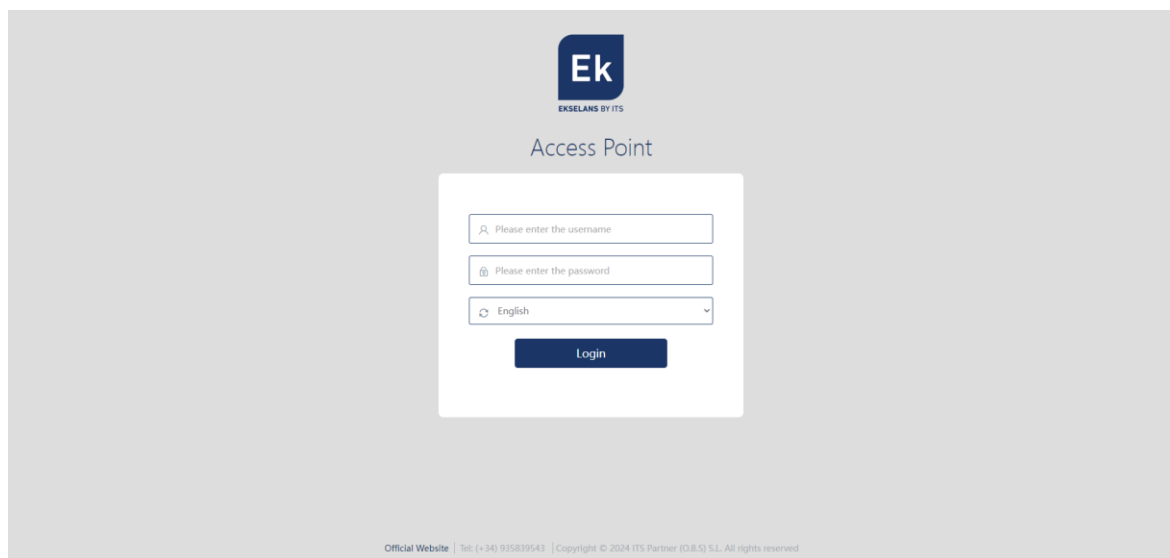 Ek
EKSELANS BY ITS
Access Point
Please enter the username
Please enter the password
English
Login
Official Website | Tel: (+34) 935839543 | Copyright © 2024 ITS Partner (O.B.S) S.L. All rights reserved